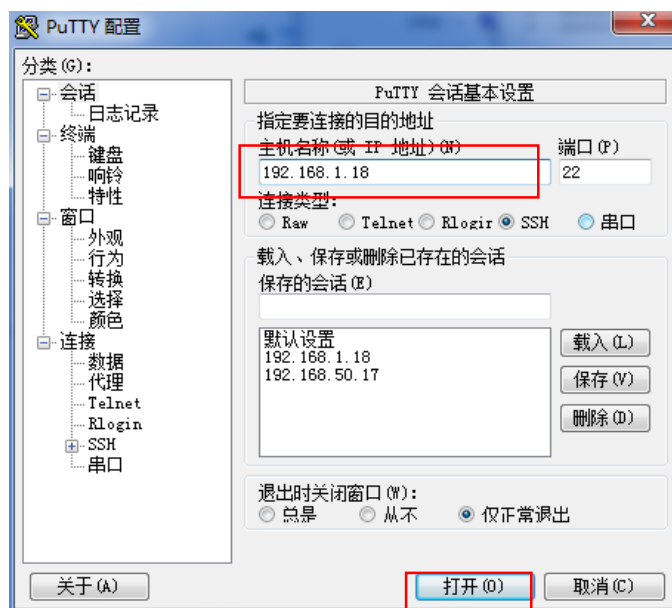 PuTTY 配置
分类(G):
会话
日志记录
终端
键盘
响铃
特性
窗口
外观
行为
转换
选择
颜色
连接
数据
代理
Telnet
Rlogin
SSH
串口
PuTTY 会话基本设置
指定要连接的目的地址
主机名称(或 IP 地址)(N) 端口(P)
192.168.1.18 22
连接类型:
Raw Telnet Rlogin SSH 串口
载入、保存或删除已存在的会话
保存的会话(E)
默认设置
192.168.1.18
192.168.50.17
载入(L)
保存(V)
删除(D)
退出时关闭窗口(W):
总是 从不 仅正常退出
关于(A) 打开(O) 取消(C)